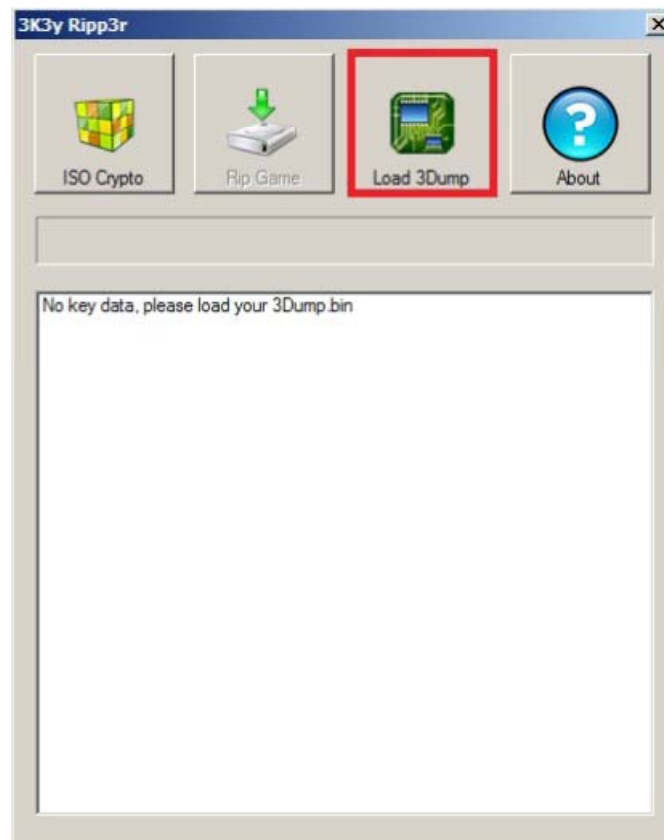 3K3y Ripp3r
ISO Crypto
Rip Game
Load 3Dump
About
No key data, please load your 3Dump.bin